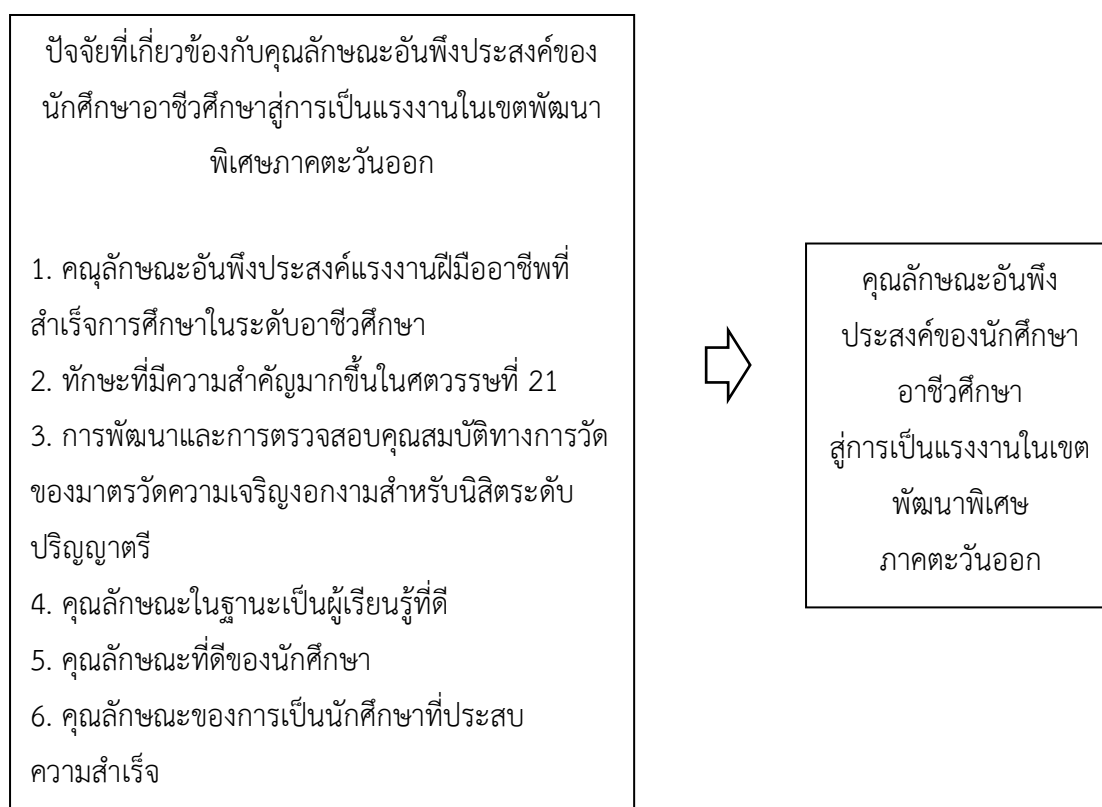 ปัจจัยที่เกี่ยวข้องกับคุณลักษณะอันพึงประสงค์ของ
นักศึกษาอาชีวศึกษาสู่การเป็นแรงงานในเขตพัฒนา
พิเศษภาคตะวันออก
1. คณุลักษณะอันพึงประสงค์แรงงานฝีมืออาชีพที่
สำเร็จการศึกษาในระดับอาชีวศึกษา
2. ทักษะที่มีความสำคัญมากขึ้นในศตวรรษที่ 21
3. การพัฒนาและการตรวจสอบคุณสมบัติทางการวัด
ของมาตรวัดความเจริญงอกงามสำหรับนิสิตระดับ
ปริญญาตรี
4. คุณลักษณะในฐานะเป็นผู้เรียนรู้ที่ดี
5. คุณลักษณะที่ดีของนักศึกษา
6. คุณลักษณะของการเป็นนักศึกษาที่ประสบ
ความสำเร็จ
คุณลักษณะอันพึง
ประสงค์ของนักศึกษา
อาชีวศึกษา
สู่การเป็นแรงงานในเขต
พัฒนาพิเศษ
ภาคตะวันออก